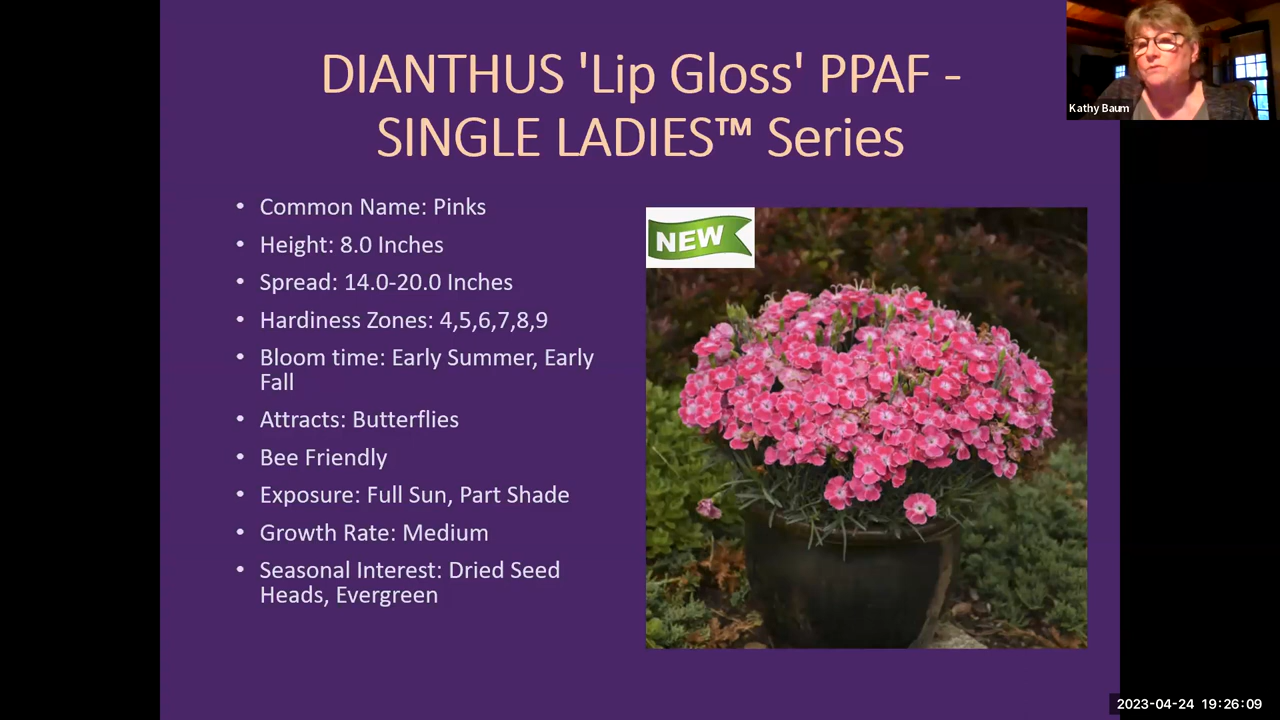 DIANTHUS 'Lip Gloss' PPAF -
SINGLE LADIES™ Series
Kathy Baum
• Common Name: Pinks
• Height: 8.0 Inches
• Spread: 14.0-20.0 Inches
• Hardiness Zones: 4,5,6,7,8,9
• Bloom time: Early Summer, Early
Fall
• Attracts: Butterflies
• Bee Friendly
• Exposure: Full Sun, Part Shade
• Growth Rate: Medium
• Seasonal Interest: Dried Seed
Heads, Evergreen
NEW
2023-04-24 19:26:09